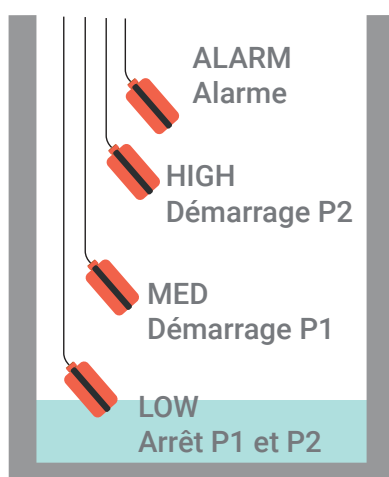 ALARM
Alarme
HIGH
Démarrage P2
MED
Démarrage P1
LOW
Arrêt P1 et P2